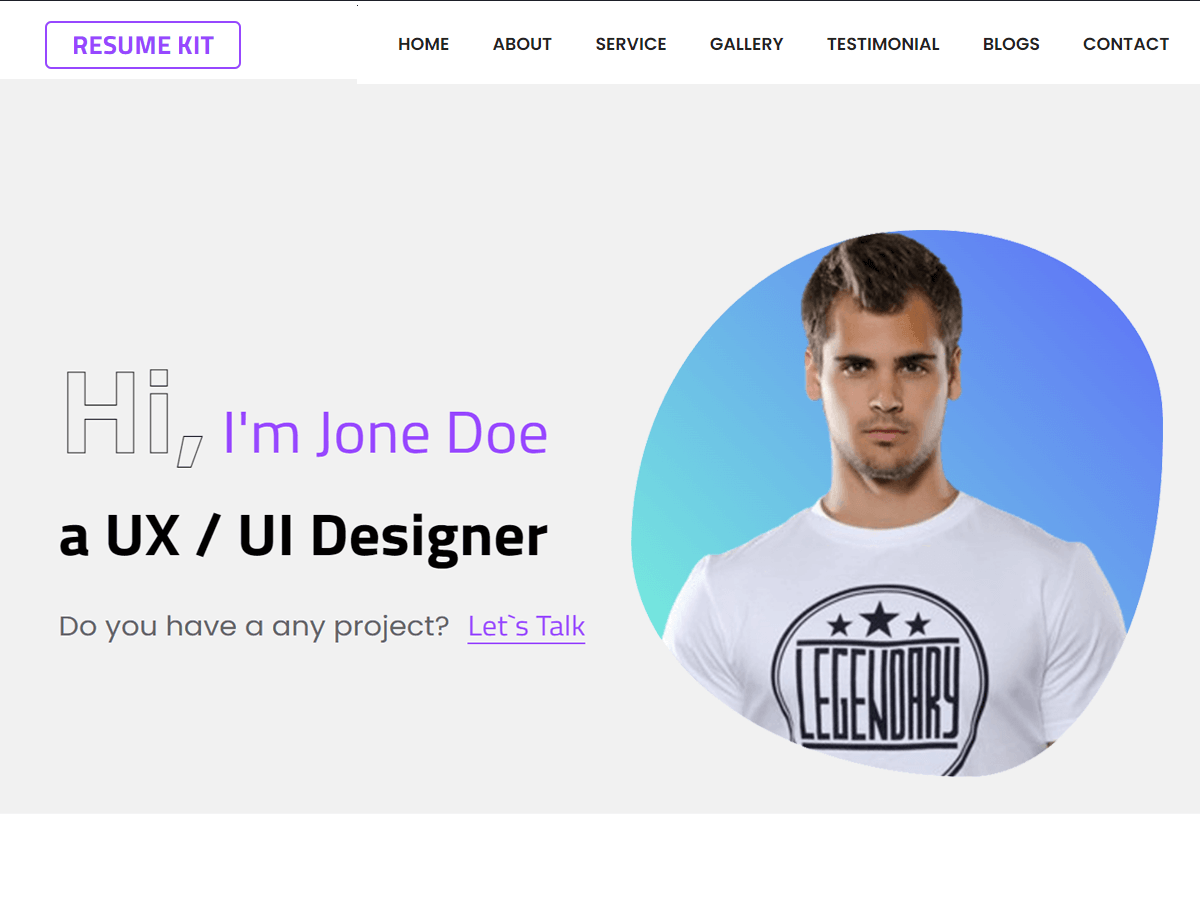 RESUME KIT
HOME ABOUT SERVICE GALLERY TESTIMONIAL BLOGS CONTACT
Hi, I'm Jone Doe
a UX / UI Designer
Do you have a any project? Let`s Talk
LEGENDARY